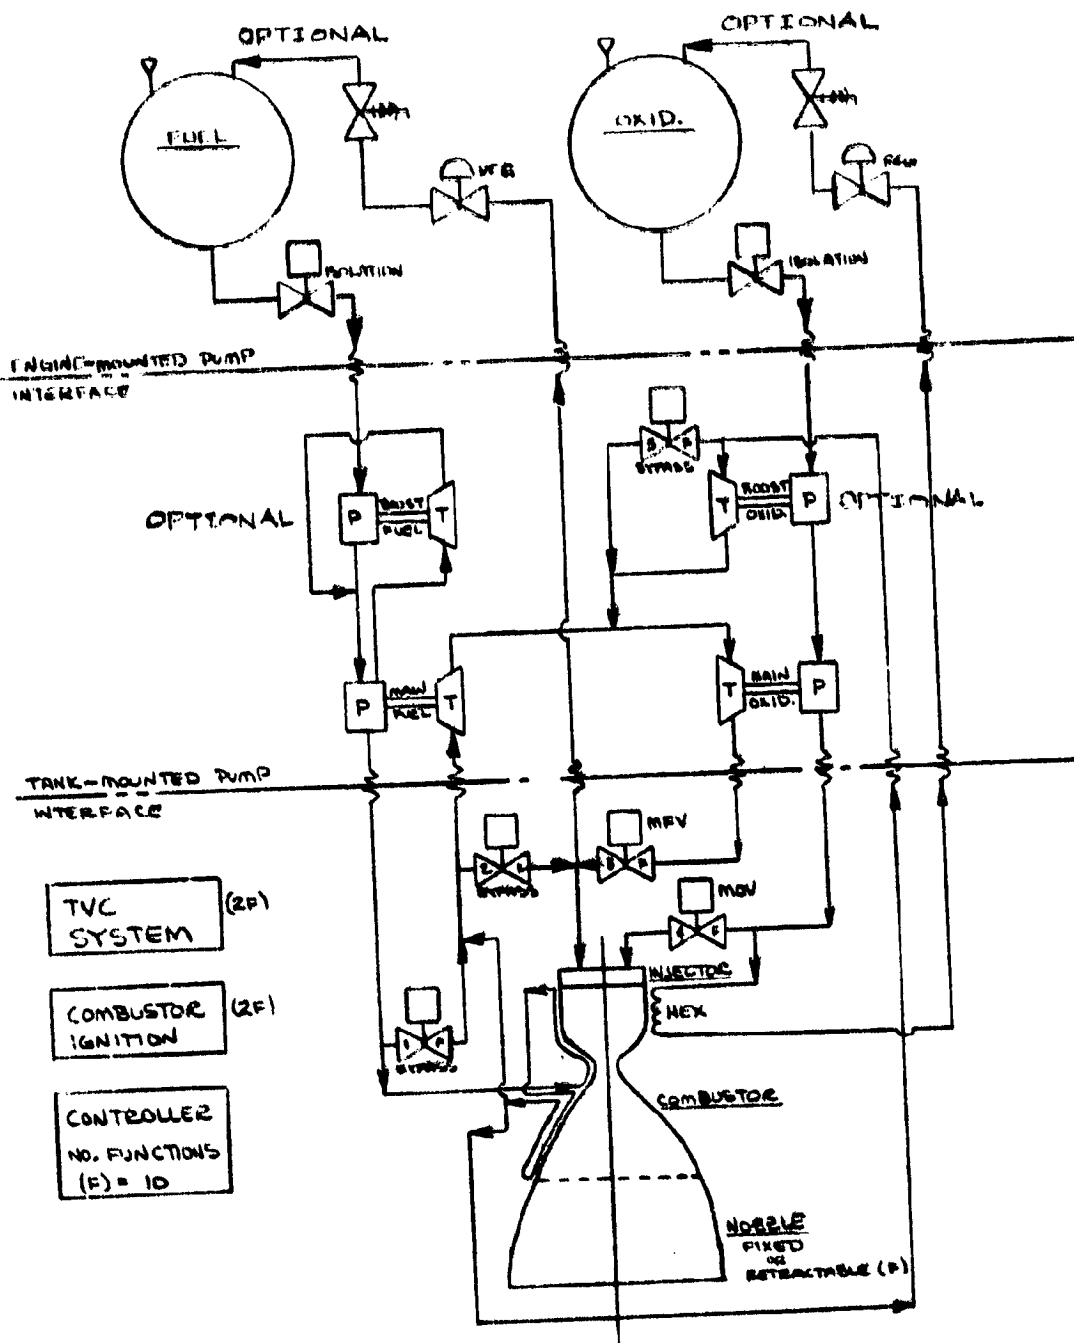 OPTIONAL
OPTIONAL
FUEL
OXID.
ISOLATION
ISOLATION
ENGINE-MOUNTED PUMP
INTERFACE
BYPASS
OPTIONAL
P
BOOST
FUEL
T
T
BOOST
OXID.
P
OPTIONAL
P
MAIN
FUEL
T
T
MAIN
OXID.
P
TANK-MOUNTED PUMP
INTERFACE
MFV
BYPASS
MOV
TVC
SYSTEM
(2F)
INJECTOR
HEX
COMBUSTOR
IGNITION
(2F)
BYPASS
COMBUSTOR
CONTROLLER
NO. FUNCTIONS
(F) = 10
NOZZLE
FIXED
OR
RETRACTABLE (F)